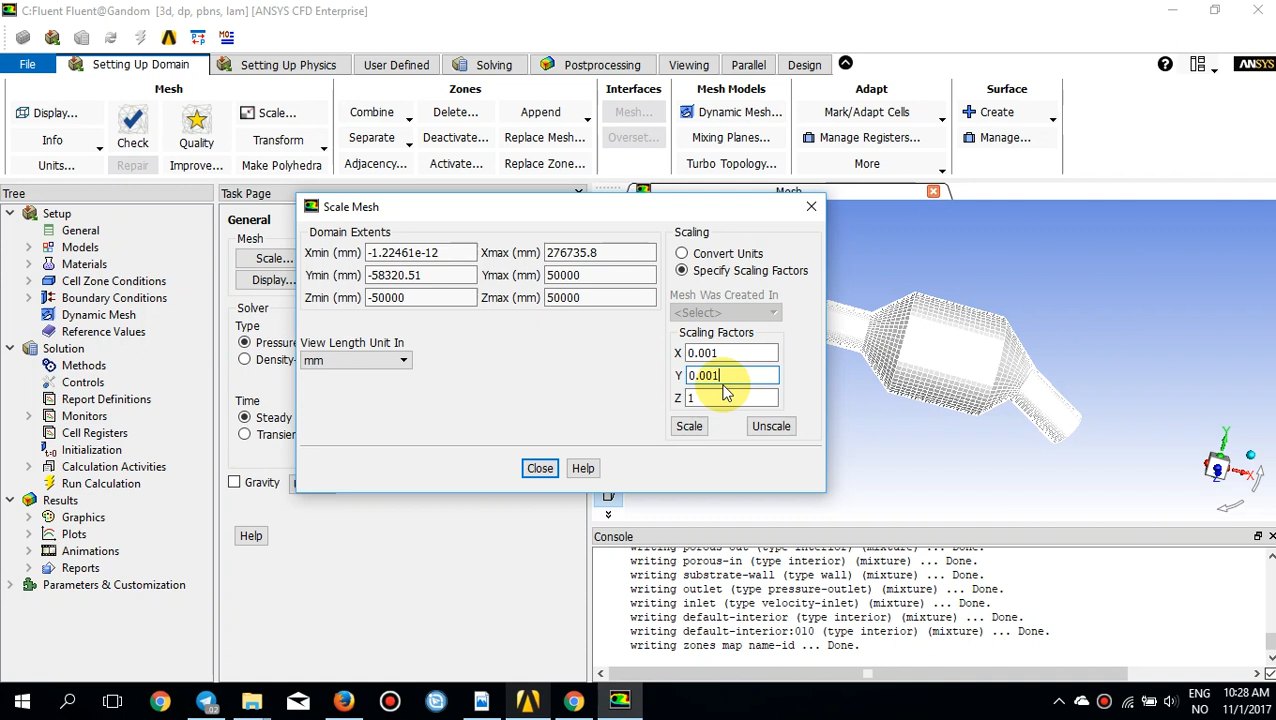 C:Fluent Fluent@Gandom [3d, dp, pbns, lam] [ANSYS CFD Enterprise]
File
Setting Up Domain
Setting Up Physics
User Defined
Solving
Postprocessing
Viewing
Parallel
Design
ANSYS
Mesh
Zones
Interfaces
Mesh Models
Adapt
Surface
Display...
Check
Quality
Scale...
Combine
Delete...
Append
Mesh...
Dynamic Mesh...
Mark/Adapt Cells
Create
Info
Transform
Separate
Deactivate...
Replace Mesh...
Overset...
Mixing Planes...
Manage Registers...
Manage...
Units...
Repair
Improve...
Make Polyhedra
Adjacency...
Activate...
Replace Zone...
Turbo Topology...
More
Tree
Task Page
Mesh
Setup
General
Models
Materials
Cell Zone Conditions
Boundary Conditions
Dynamic Mesh
Reference Values
Solution
Methods
Controls
Report Definitions
Monitors
Cell Registers
Initialization
Calculation Activities
Run Calculation
Results
Graphics
Plots
Animations
Reports
Parameters & Customization
General
Mesh
Scale...
Display...
Solver
Type
Pressure-
Density-
Time
Steady
Transien
Gravity
Help
Scale Mesh
Domain Extents
Xmin (mm) -1.22461e-12 Xmax (mm) 276735.8
Ymin (mm) -58320.51 Ymax (mm) 50000
Zmin (mm) -50000 Zmax (mm) 50000
View Length Unit In
mm
Scaling
Convert Units
Specify Scaling Factors
Mesh Was Created In
<Select>
Scaling Factors
X 0.001
Y 0.001
Z 1
Scale Unscale
Close Help
Y
X
Z
Console
writing porous-out (type interior) (mixture) ... Done.
writing porous-in (type interior) (mixture) ... Done.
writing substrate-wall (type wall) (mixture) ... Done.
writing outlet (type pressure-outlet) (mixture) ... Done.
writing inlet (type velocity-inlet) (mixture) ... Done.
writing default-interior (type interior) (mixture) ... Done.
writing default-interior:010 (type interior) (mixture) ... Done.
writing zones map name-id ... Done.
02
ENG
NO
10:28 AM
11/1/2017